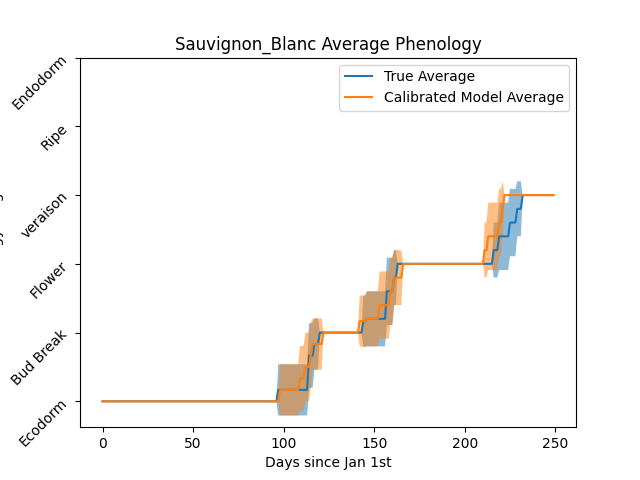 Sauvignon_Blanc Average Phenology
True Average
Calibrated Model Average
Endodorm
Ripe
veraison
Flower
Bud Break
Ecodorm
0 50 100 150 200 250
Days since Jan 1st